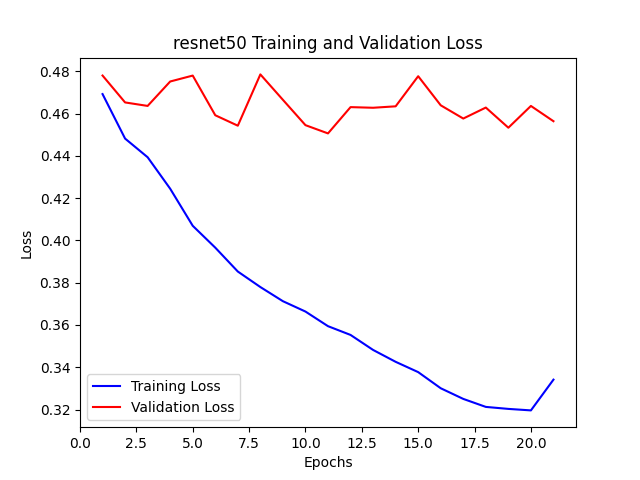 resnet50 Training and Validation Loss
0.48
0.46
0.44
0.42
0.40
0.38
0.36
0.34
0.32
Loss
Training Loss
Validation Loss
0.0 2.5 5.0 7.5 10.0 12.5 15.0 17.5 20.0
Epochs